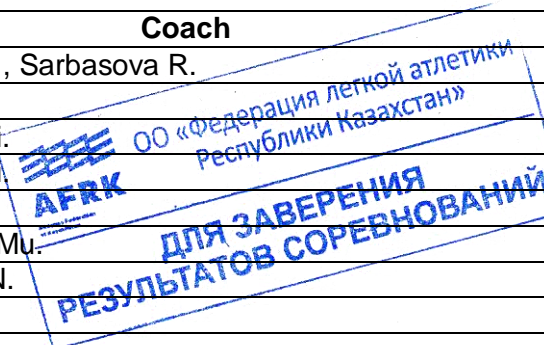 Coach
, Sarbasova R.
ОО «Федерация легкой атлетики
Республики Казахстан»
AFRK
ДЛЯ ЗАВЕРЕНИЯ
РЕЗУЛЬТАТОВ СОРЕВНОВАНИЙ
Mu.
N.